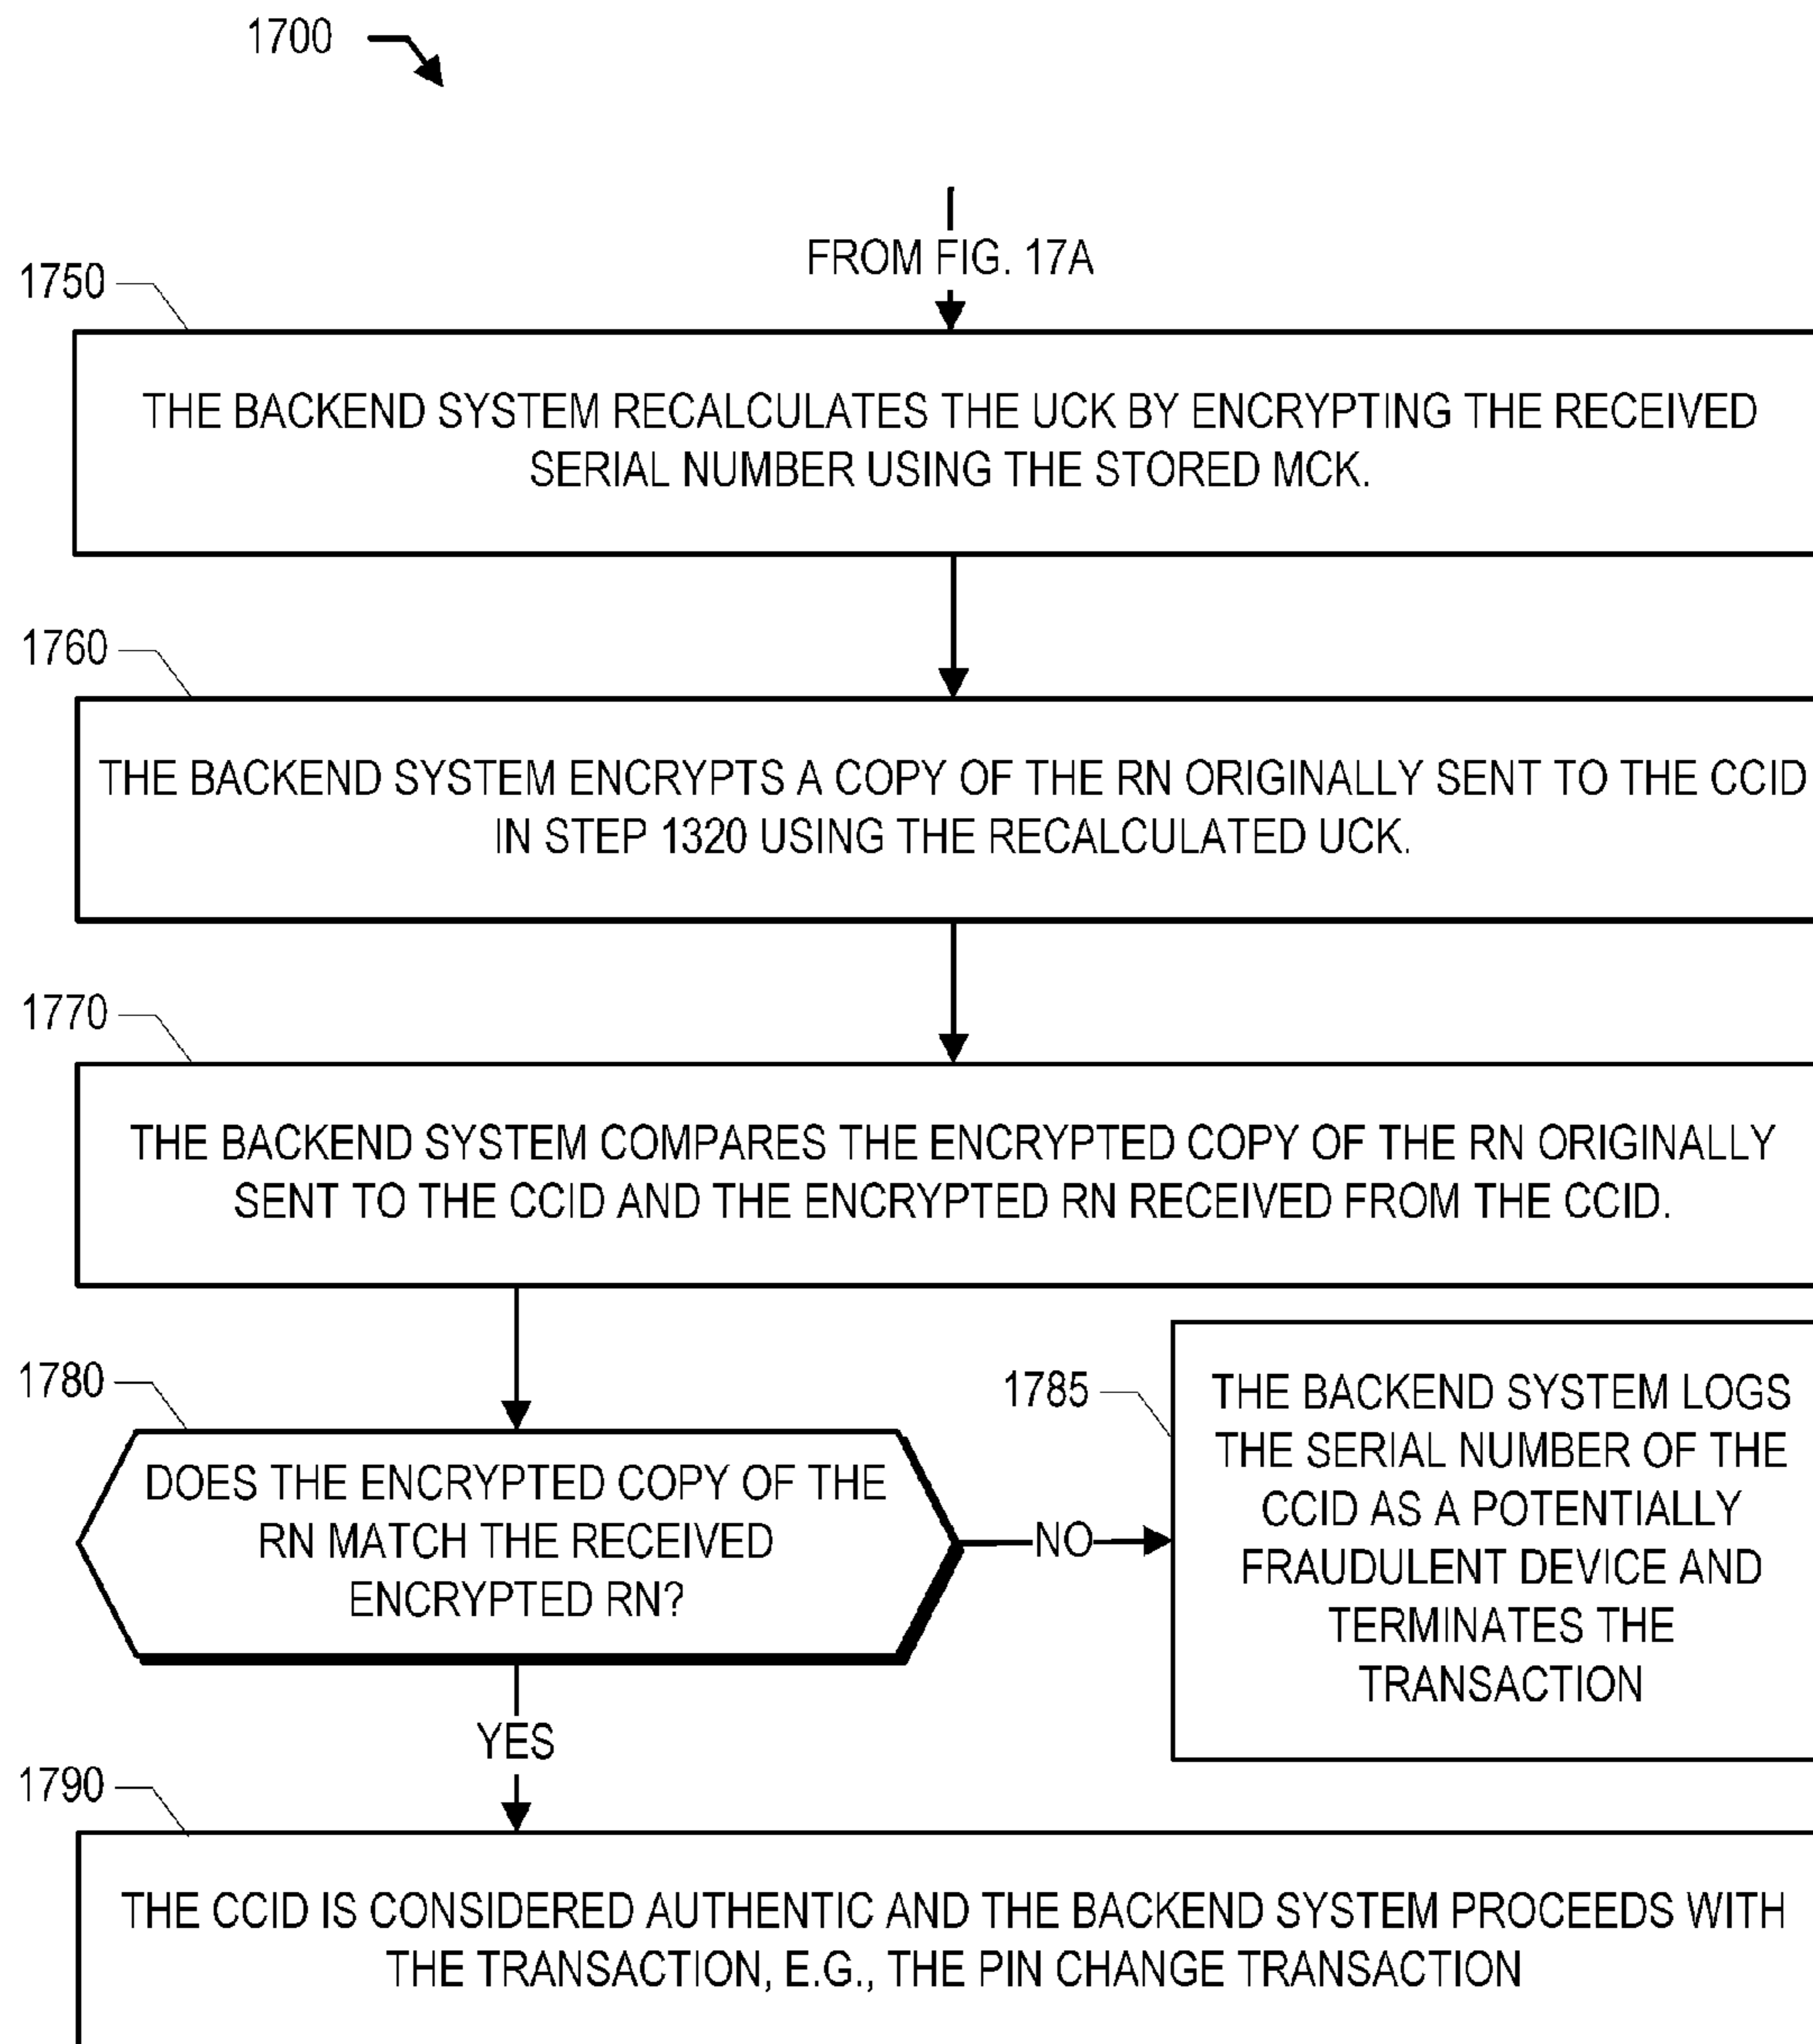 1700
FROM FIG. 17A
1750
THE BACKEND SYSTEM RECALCULATES THE UCK BY ENCRYPTING THE RECEIVED
SERIAL NUMBER USING THE STORED MCK.
1760
THE BACKEND SYSTEM ENCRYPTS A COPY OF THE RN ORIGINALLY SENT TO THE CCID
IN STEP 1320 USING THE RECALCULATED UCK.
1770
THE BACKEND SYSTEM COMPARES THE ENCRYPTED COPY OF THE RN ORIGINALLY
SENT TO THE CCID AND THE ENCRYPTED RN RECEIVED FROM THE CCID.
1780
DOES THE ENCRYPTED COPY OF THE
RN MATCH THE RECEIVED
ENCRYPTED RN?
NO
1785
THE BACKEND SYSTEM LOGS
THE SERIAL NUMBER OF THE
CCID AS A POTENTIALLY
FRAUDULENT DEVICE AND
TERMINATES THE
TRANSACTION
YES
1790
THE CCID IS CONSIDERED AUTHENTIC AND THE BACKEND SYSTEM PROCEEDS WITH
THE TRANSACTION, E.G., THE PIN CHANGE TRANSACTION